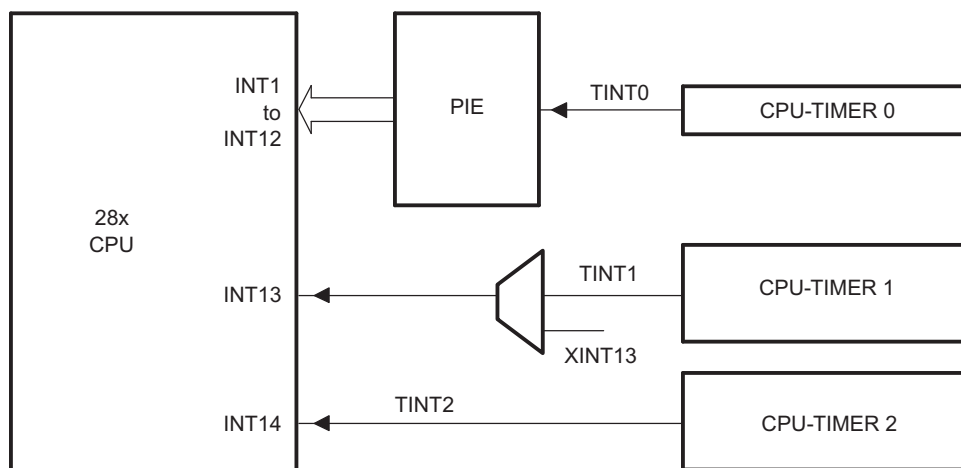 INT1
to
INT12
PIE
TINT0
CPU-TIMER 0
28x
CPU
INT13
TINT1
CPU-TIMER 1
XINT13
INT14
TINT2
CPU-TIMER 2